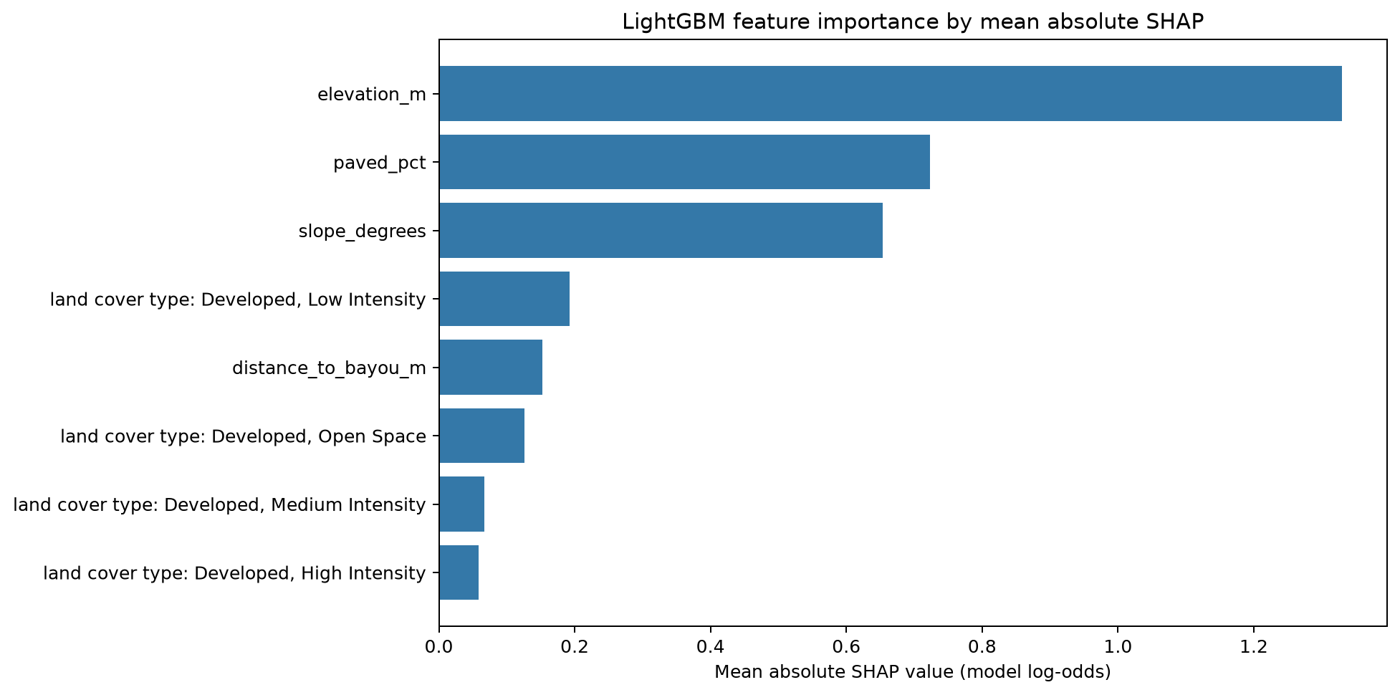 LightGBM feature importance by mean absolute SHAP
elevation_m
paved_pct
slope_degrees
land cover type: Developed, Low Intensity
distance_to_bayou_m
land cover type: Developed, Open Space
land cover type: Developed, Medium Intensity
land cover type: Developed, High Intensity
0.0 0.2 0.4 0.6 0.8 1.0 1.2
Mean absolute SHAP value (model log-odds)